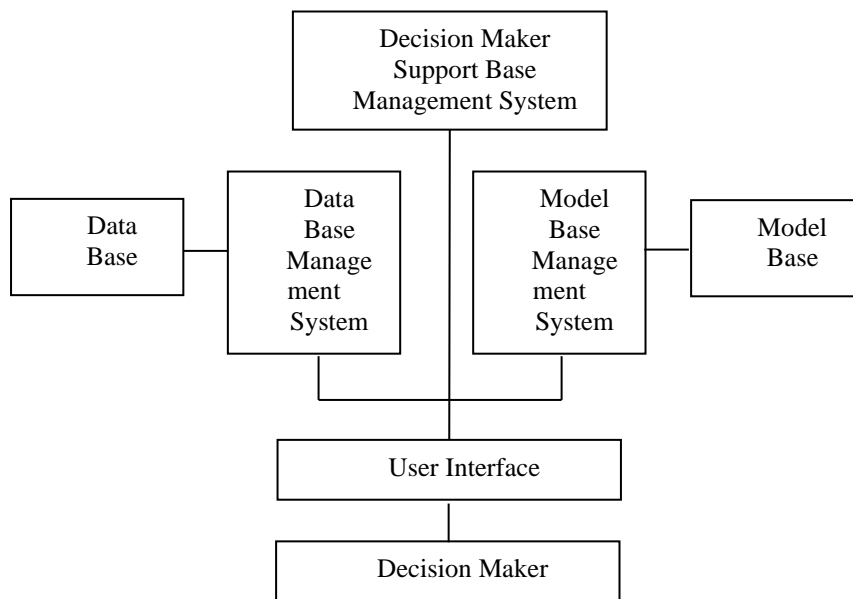 Decision Maker
Support Base
Management System
Data
Base
Data
Base
Manage
ment
System
Model
Base
Manage
ment
System
Model
Base
User Interface
Decision Maker